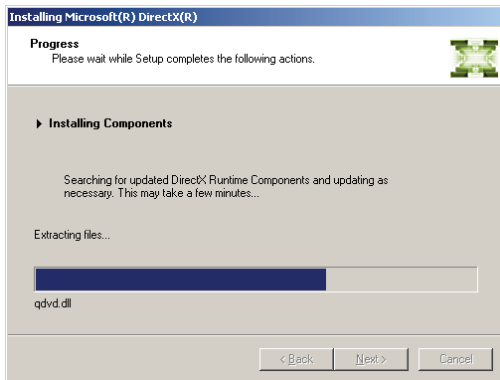 Installing Microsoft(R) DirectX(R)
Progress
Please wait while Setup completes the following actions.
Installing Components
Searching for updated DirectX Runtime Components and updating as
necessary. This may take a few minutes...
Extracting files...
qdvd.dll
< Back Next > Cancel